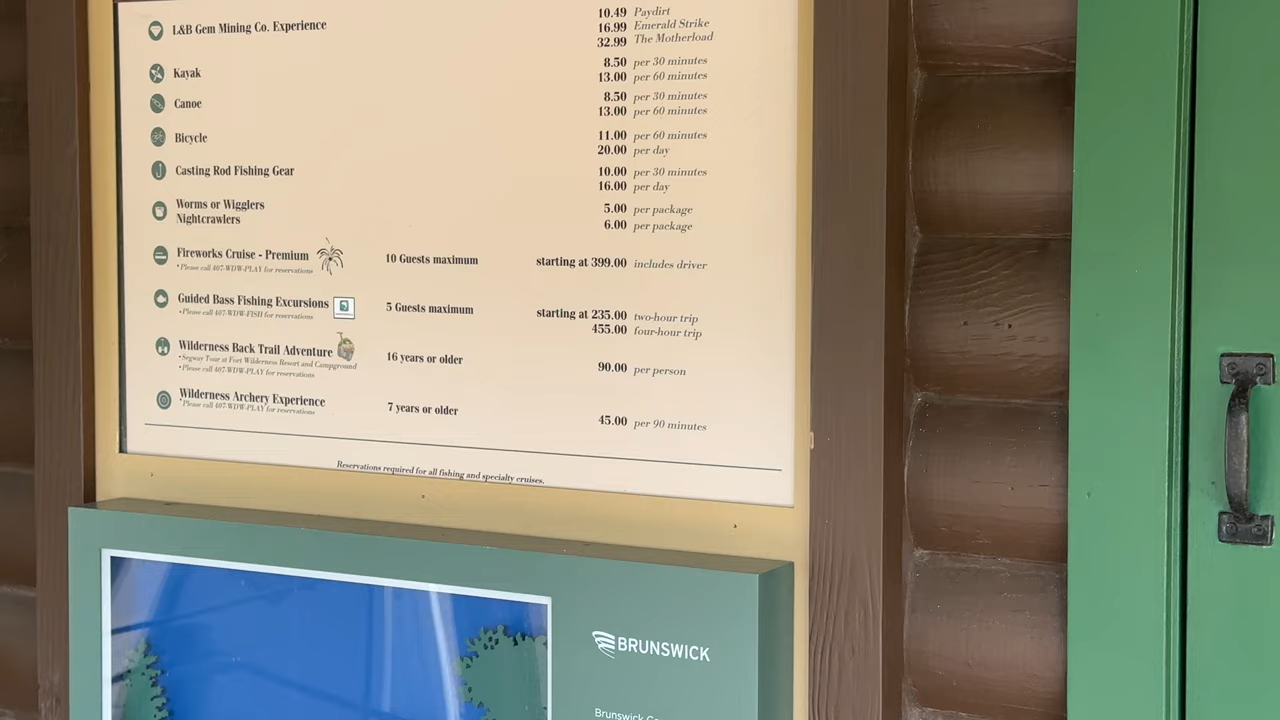 L&B Gem Mining Co. Experience 10.49 Paydirt
16.99 Emerald Strike
32.99 The Motherload
Kayak 8.50 per 30 minutes
13.00 per 60 minutes
Canoe 8.50 per 30 minutes
13.00 per 60 minutes
Bicycle 11.00 per 60 minutes
20.00 per day
Casting Rod Fishing Gear 10.00 per 30 minutes
16.00 per day
Worms or Wigglers 5.00 per package
Nightcrawlers 6.00 per package
Fireworks Cruise - Premium 10 Guests maximum starting at 399.00 includes driver
*Please call 407-WDW-PLAY for reservations
Guided Bass Fishing Excursions 5 Guests maximum starting at 235.00 two-hour trip
*Please call 407-WDW-FISH for reservations 455.00 four-hour trip
Wilderness Back Trail Adventure 16 years or older 90.00 per person
*Segway Tour at Fort Wilderness Resort and Campground
*Please call 407-WDW-PLAY for reservations
Wilderness Archery Experience 7 years or older 45.00 per 90 minutes
*Please call 407-WDW-PLAY for reservations
Reservations required for all fishing and specialty cruises.
BRUNSWICK
Brunswick